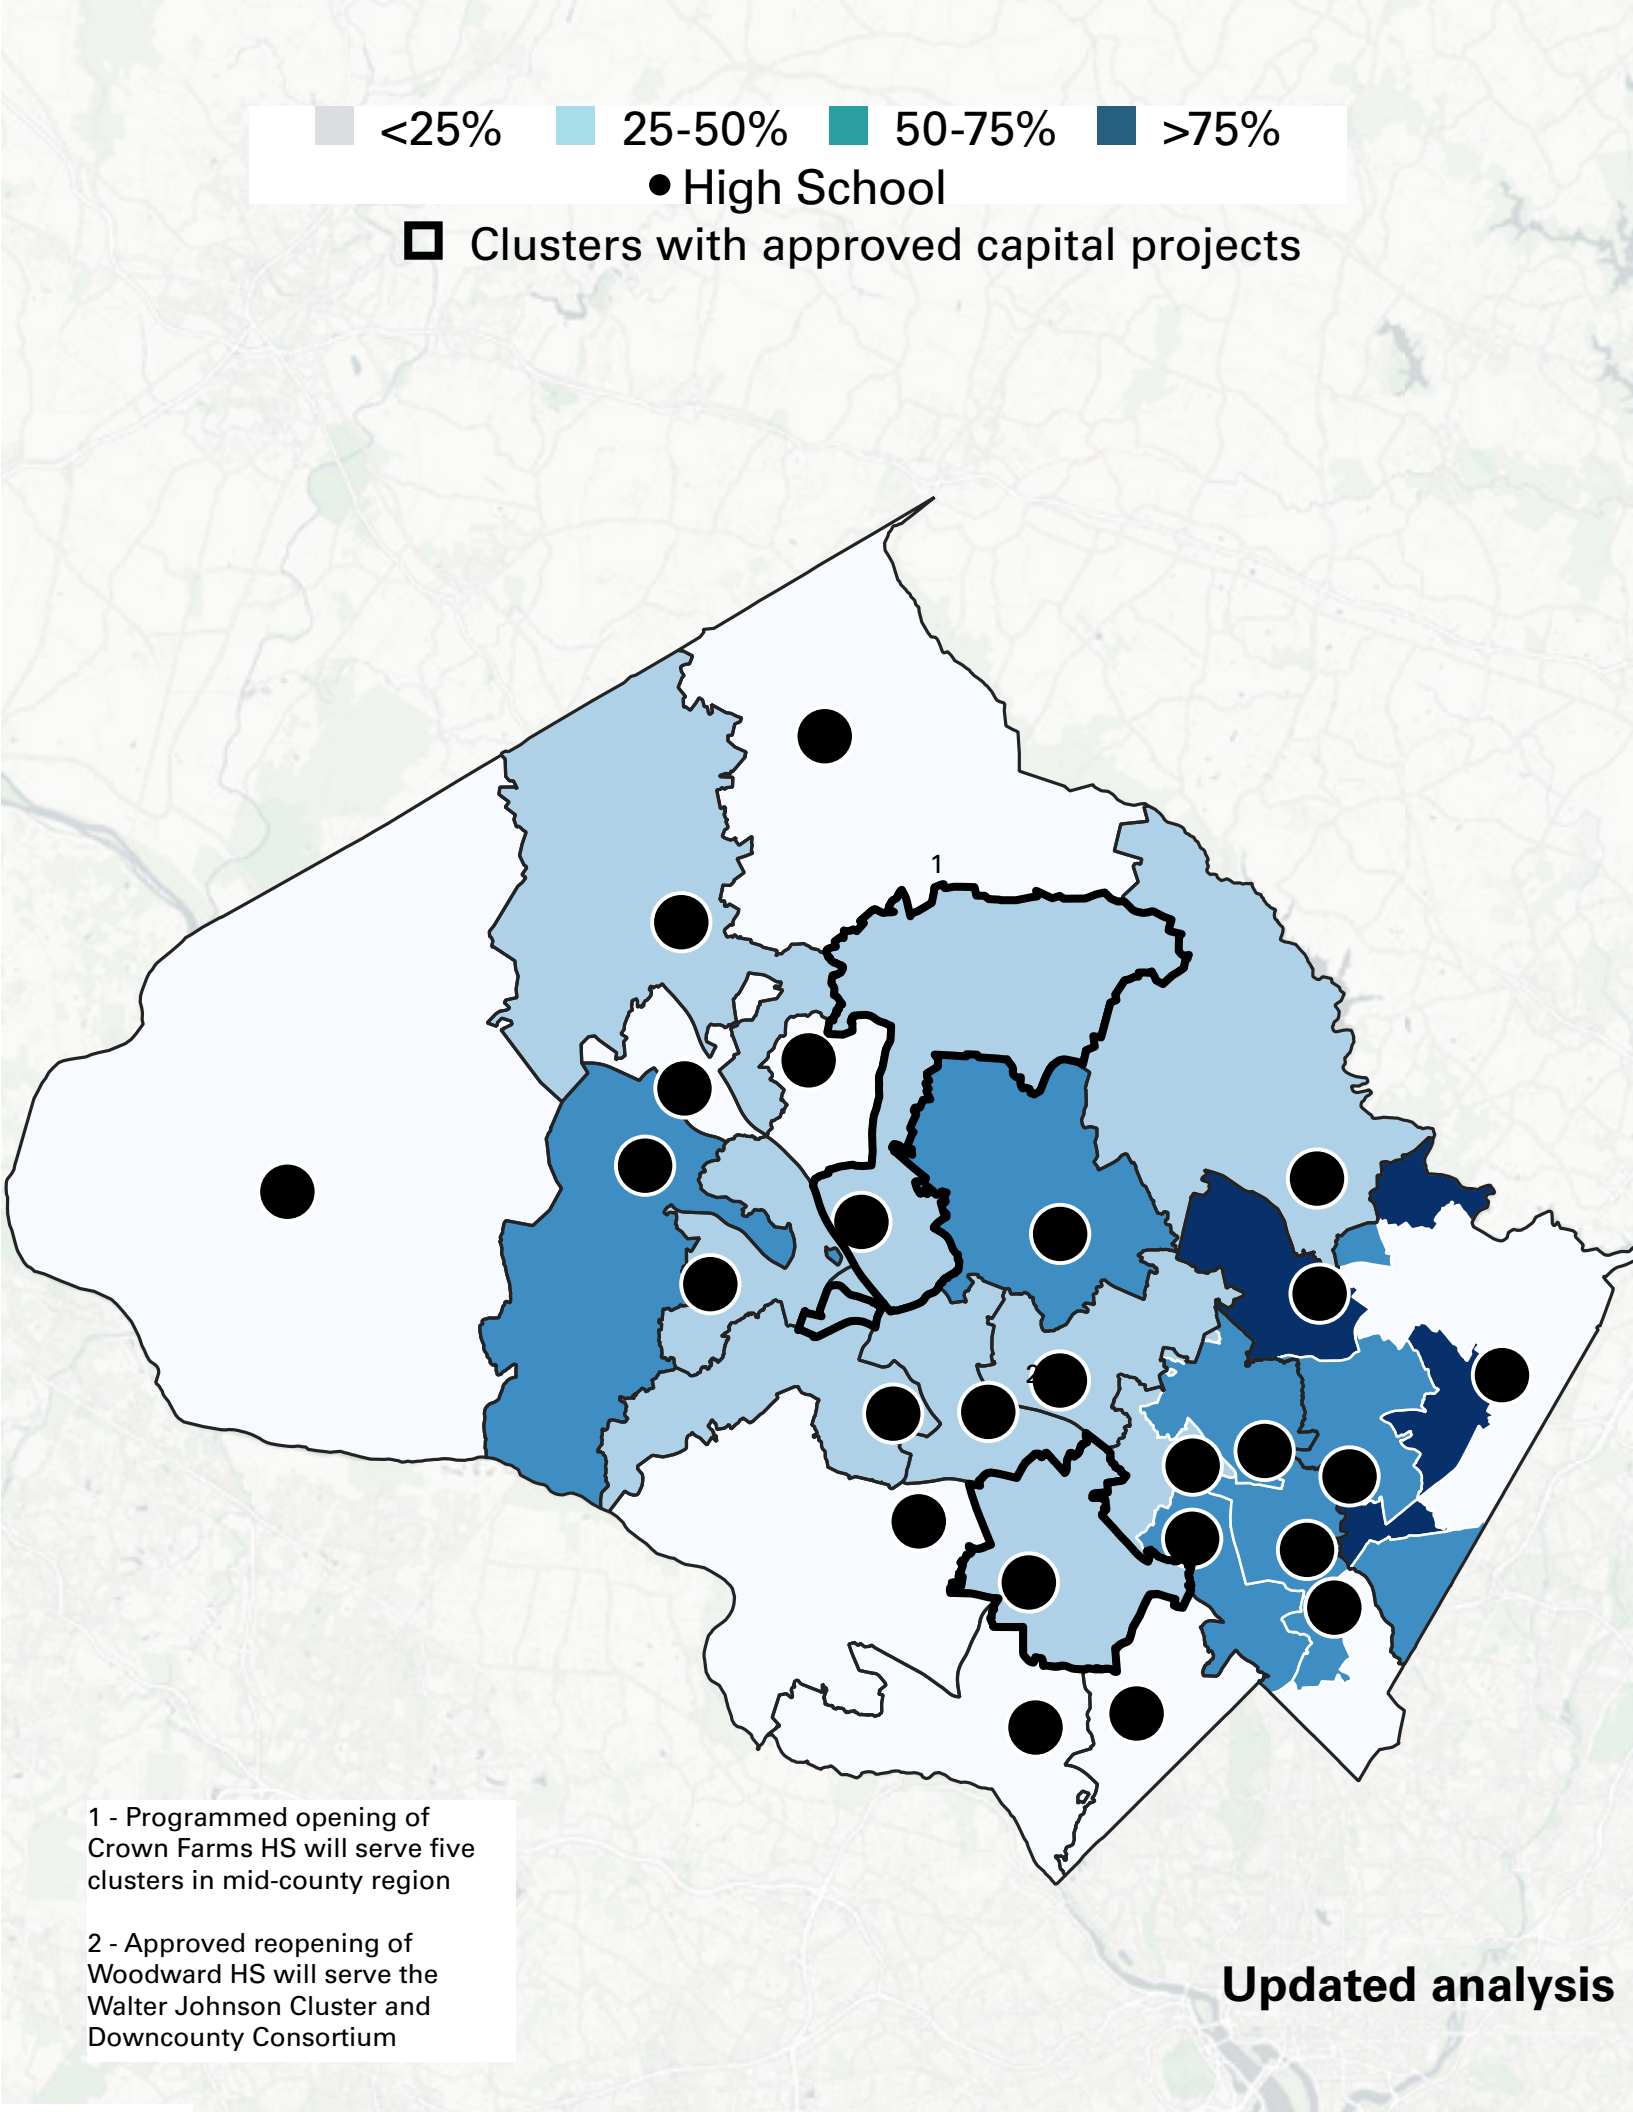 <25% 25-50% 50-75% >75%
High School
Clusters with approved capital projects
1
2
1 - Programmed opening of
Crown Farms HS will serve five
clusters in mid-county region
2 - Approved reopening of
Woodward HS will serve the
Walter Johnson Cluster and
Downcounty Consortium
Updated analysis